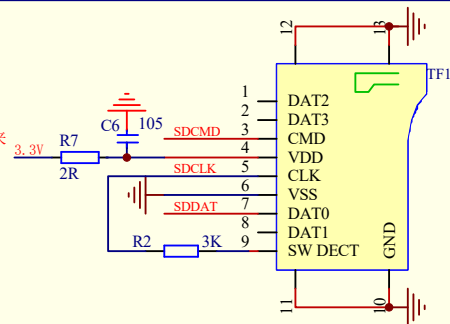 12
13
TF1
1 DAT2
2 DAT3
C6 105
SDCMD 3 CMD
米 3.3V R7 4 VDD
2R
SDCLK 5 CLK
6 VSS
SDDAT 7 DAT0
8 DAT1
R2 3K 9 SW DECT
GND
11
10